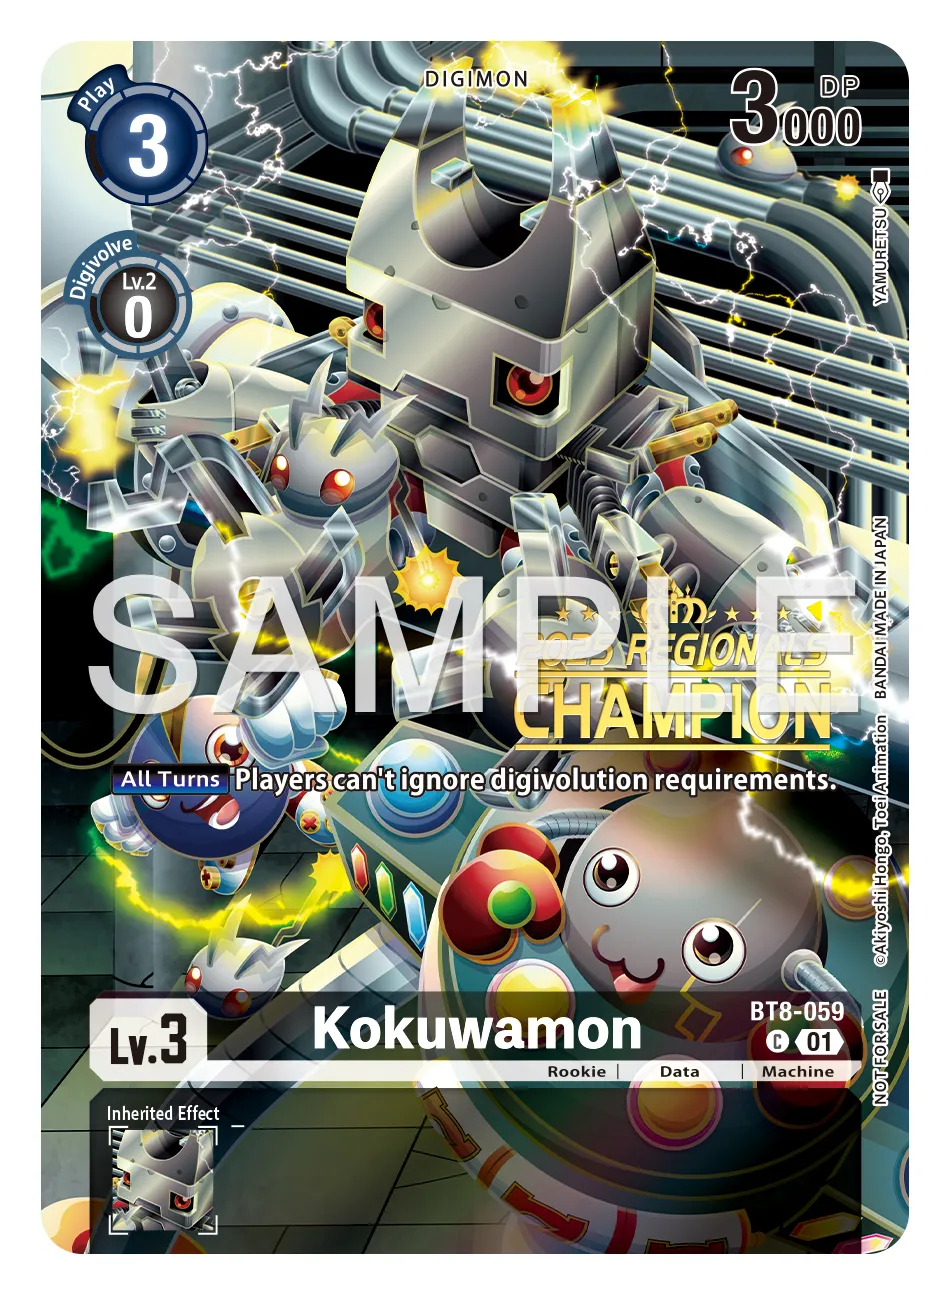 DIGIMON
Play
3
3000
DP
Digivolve
Lv.2
0
YAMURETSU
SAMPLE
2025 REGIONALS
CHAMPION
All Turns Players can't ignore digivolution requirements.
BANDAI MADE IN JAPAN
©Akiyoshi Hongo, Toei Animation
NOT FOR SALE
Lv.3
Kokuwamon
BT8-059
C 01
Rookie | Data | Machine
Inherited Effect
–